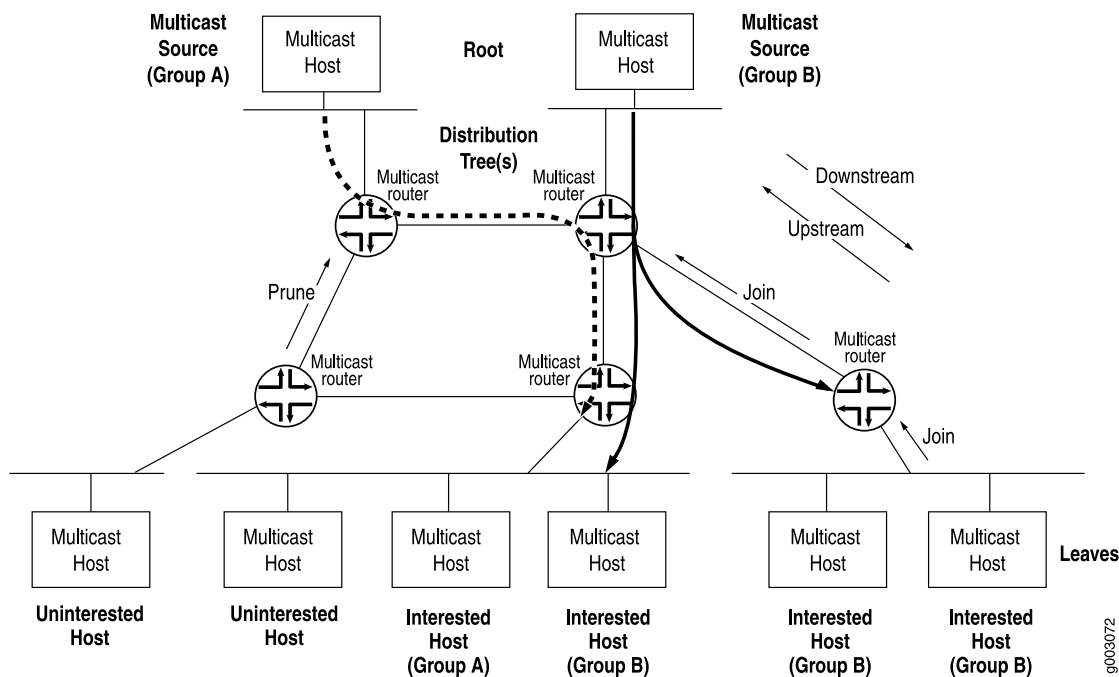 Multicast
Source
(Group A)
Multicast
Host
Root
Multicast
Host
Multicast
Source
(Group B)
Distribution
Tree(s)
Multicast
router
Multicast
router
Downstream
Upstream
Prune
Join
Multicast
router
Multicast
router
Multicast
router
Join
Multicast
Host
Multicast
Host
Multicast
Host
Multicast
Host
Multicast
Host
Multicast
Host
Leaves
Uninterested
Host
Uninterested
Host
Interested
Host
(Group A)
Interested
Host
(Group B)
Interested
Host
(Group B)
Interested
Host
(Group B)
g003072